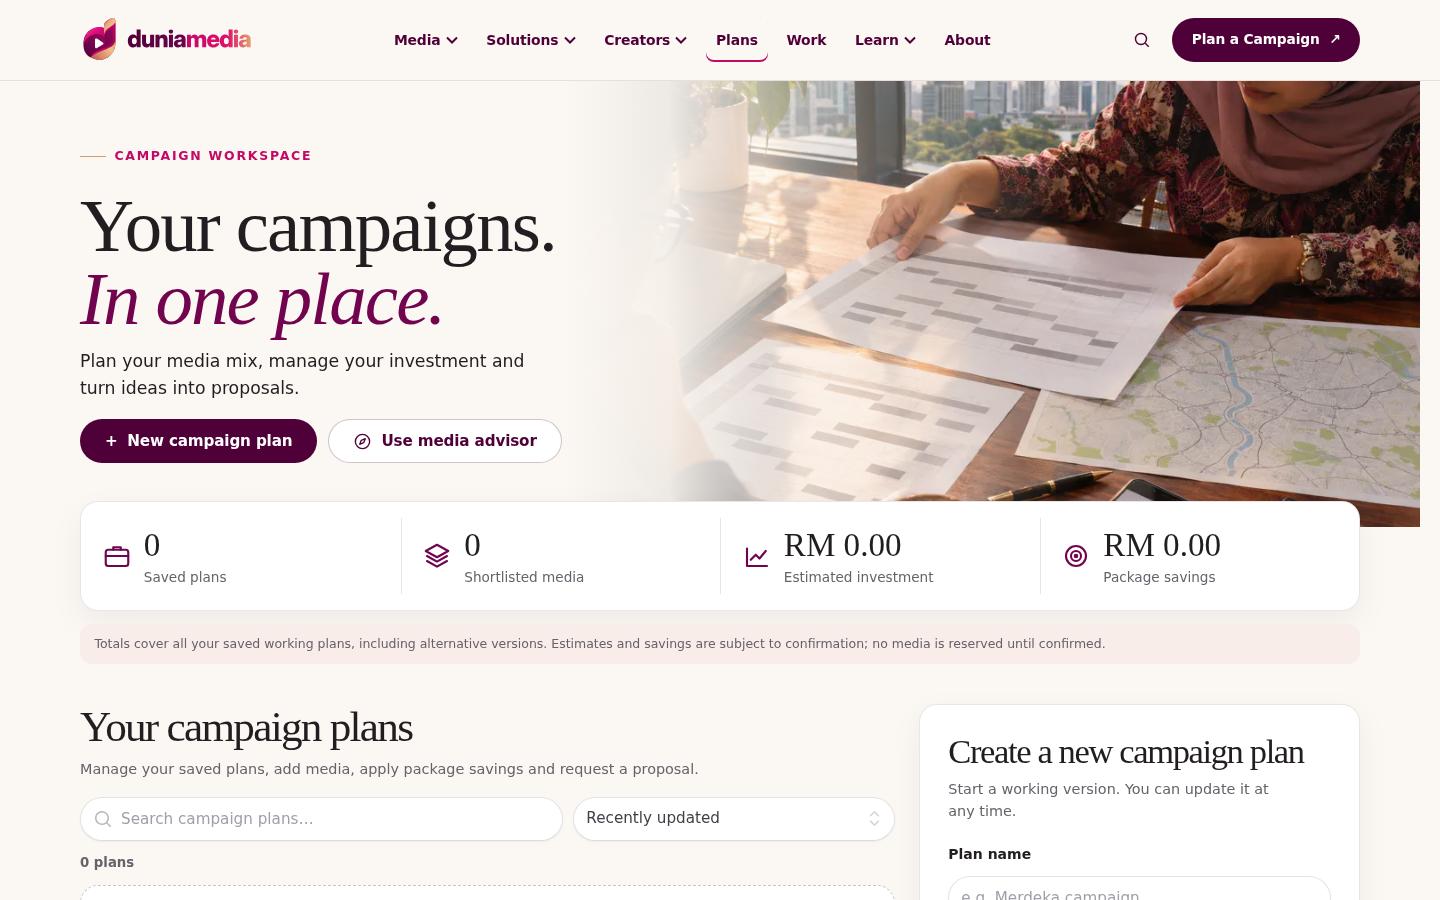 duniamedia
Media
Solutions
Creators
Plans
Work
Learn
About
Plan a Campaign ↗
CAMPAIGN WORKSPACE
Your campaigns.
In one place.
Plan your media mix, manage your investment and
turn ideas into proposals.
+ New campaign plan
Use media advisor
0
Saved plans
0
Shortlisted media
RM 0.00
Estimated investment
RM 0.00
Package savings
Totals cover all your saved working plans, including alternative versions. Estimates and savings are subject to confirmation; no media is reserved until confirmed.
Your campaign plans
Manage your saved plans, add media, apply package savings and request a proposal.
Search campaign plans...
Recently updated
0 plans
Create a new campaign plan
Start a working version. You can update it at
any time.
Plan name
e.g. Merdeka campaign